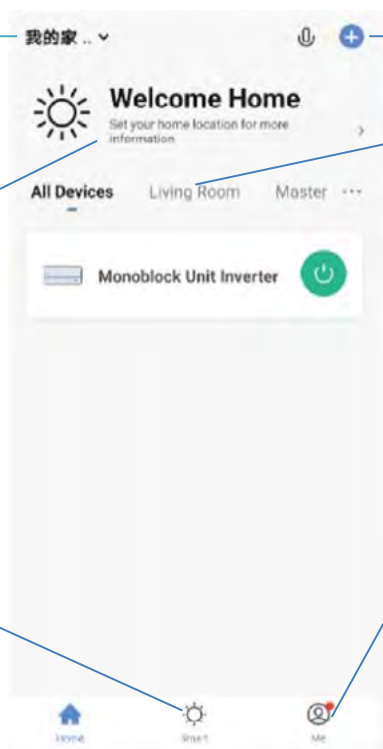 我的家 ..
Welcome Home
Set your home location for more
information
All Devices Living Room Master ...
Monoblock Unit Inverter
Home Smart Me